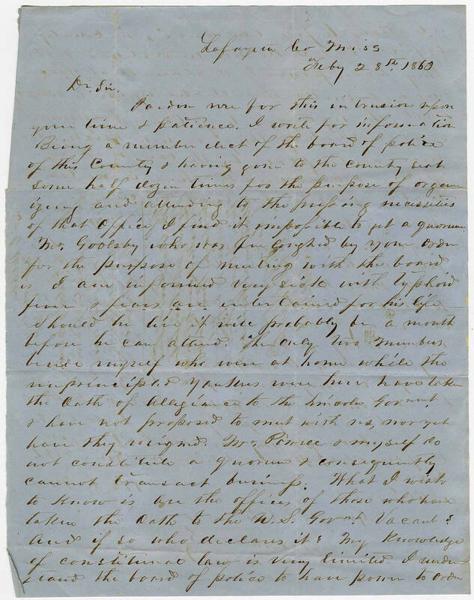 Lafayette Co Miss
Feby 28th 1863
Dr Sir.
Pardon me for this intrusion upon
your time & patience. I write for information
Being a member elect of the board of police
of this County & having gone to the County seat
some half dozen times for the purpose of organ
izing and attending to the pressing necessities
of that Office, I find it impossible to get a quorum
Mr Goolsby who was furloughed by your order
for the purpose of meeting with the board
is I am informed very sick with typhoid
fever & fears are entertained for his life
Should he live it will probably be a month
before he can attend. The only two members
beside myself who were at home while the
unprincipled Yankees were here have taken
the Oath of Allegiance to the Lincoln Govmt.
& have not proposed to meet with us, nor yet
have they resigned. Mr Pierce & myself do
not constitute a quorum & consequently
cannot transact business. What I wish
to know is are the offices of those who have
taken the Oath to the U.S. Govmt Vacant?
And if so who declares it? My Knowledge
of constitutional law is very limited I under
stand the board of police to have power to order